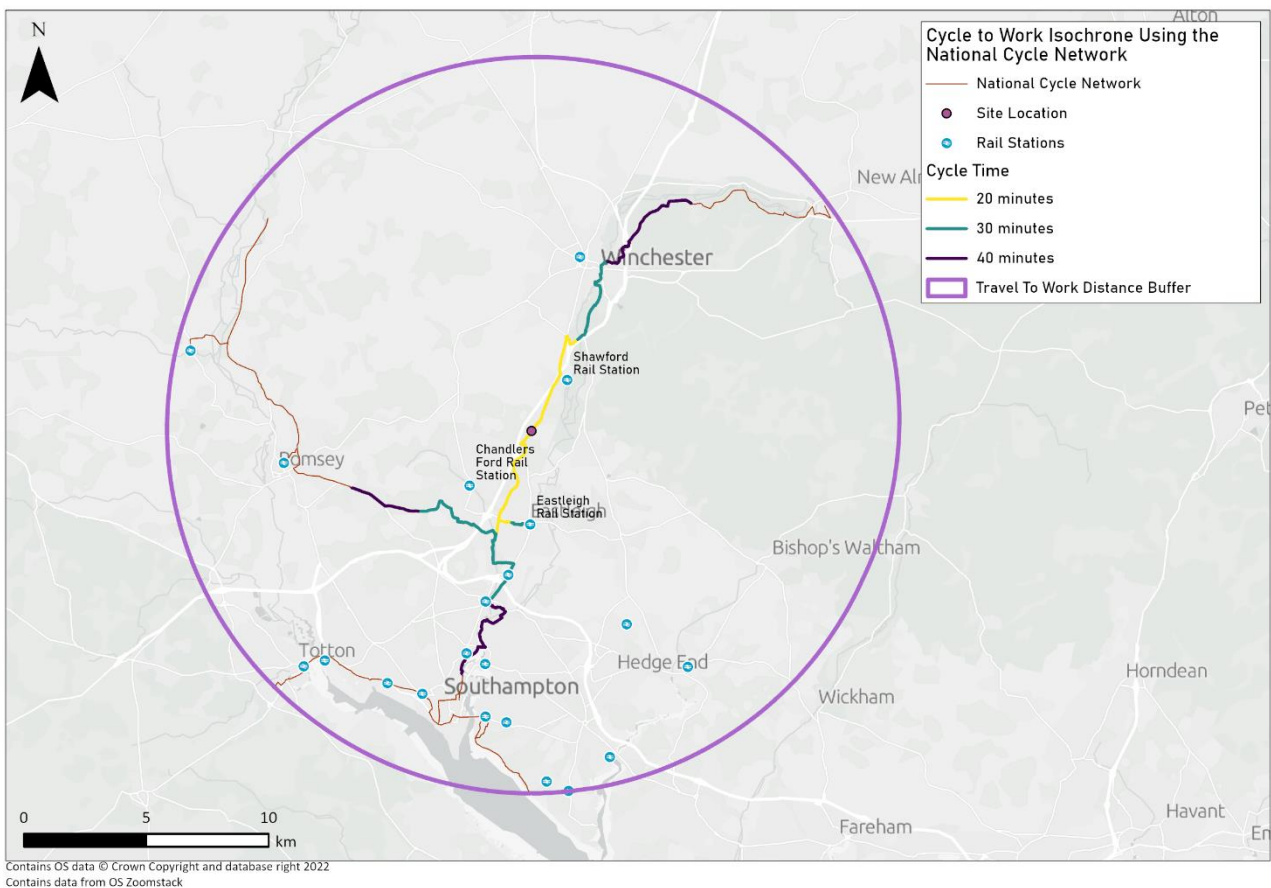 N
Alton
Cycle to Work Isochrone Using the
National Cycle Network
National Cycle Network
Site Location
Rail Stations
Cycle Time
20 minutes
30 minutes
40 minutes
Travel To Work Distance Buffer
New Alr
Winchester
Shawford
Rail Station
Pet
Chandlers
Ford Rail
Station
Romsey
Eastleigh
Rail Station
Eastleigh
Bishop's Waltham
Totton
Hedge End
Horndean
Southampton
Wickham
Havant
Fareham
Em
0 5 10
km
Contains OS data © Crown Copyright and database right 2022
Contains data from OS Zoomstack